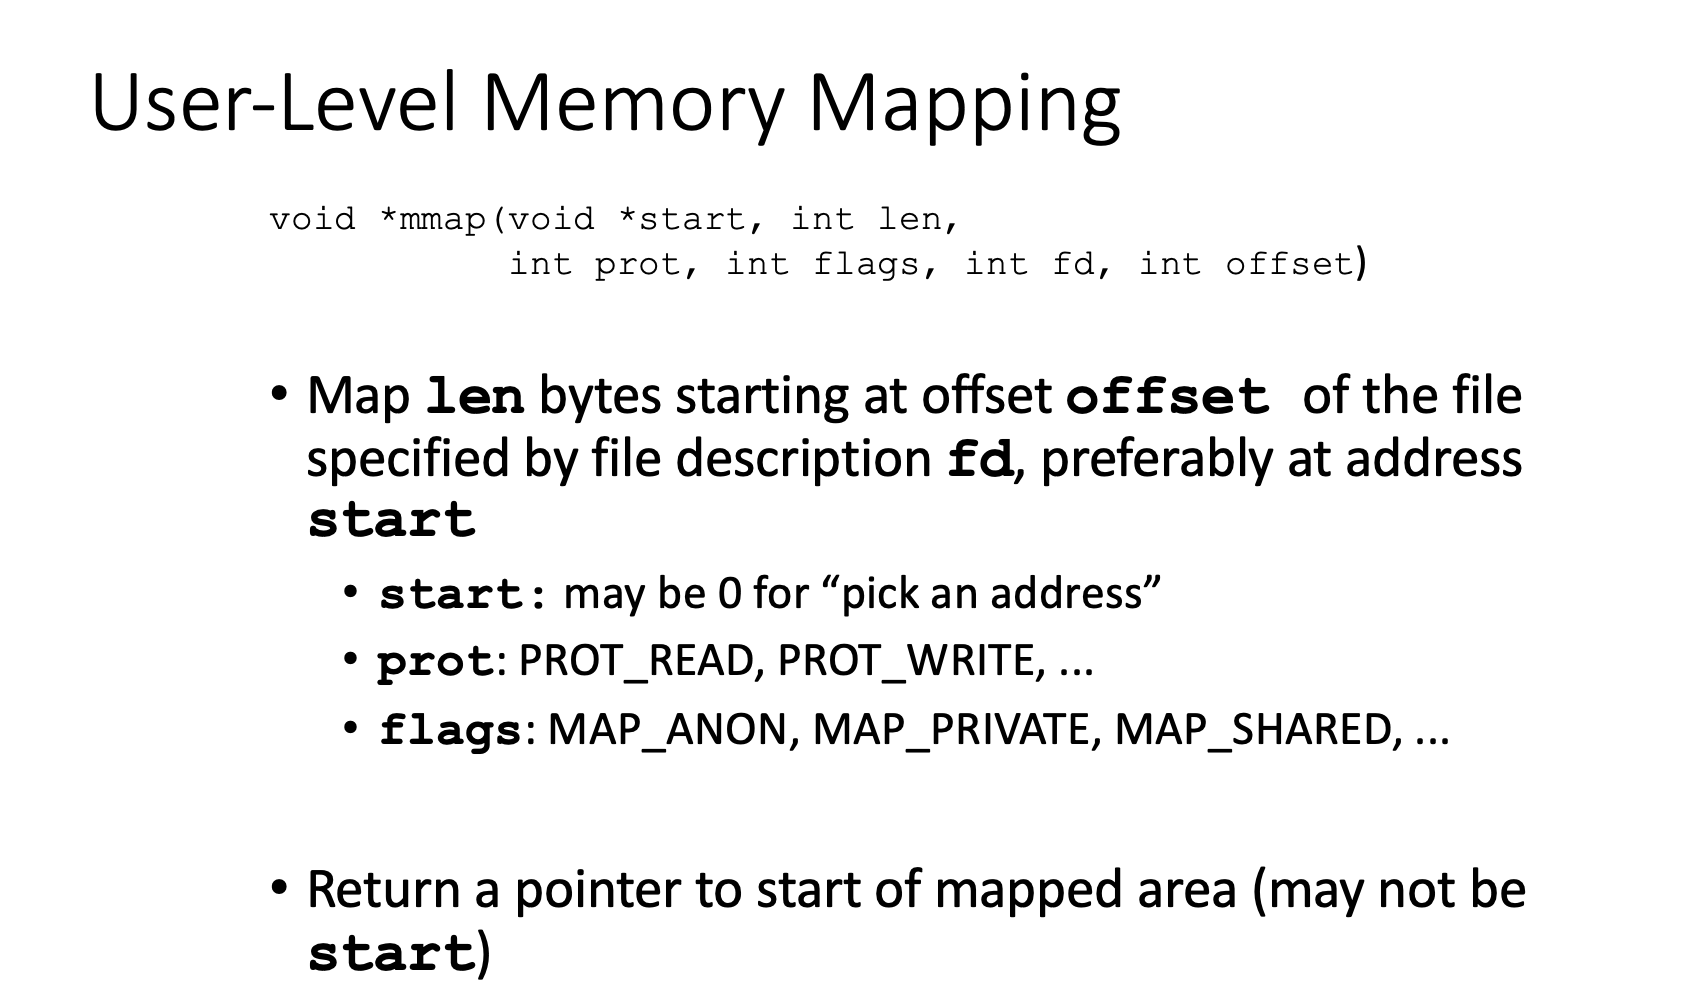 User-Level Memory Mapping
void *mmap(void *start, int len,
int prot, int flags, int fd, int offset)
• Map len bytes starting at offset offset of the file
specified by file description fd, preferably at address
start
• start: may be 0 for “pick an address”
• prot: PROT_READ, PROT_WRITE, ...
• flags: MAP_ANON, MAP_PRIVATE, MAP_SHARED, ...
• Return a pointer to start of mapped area (may not be
start)